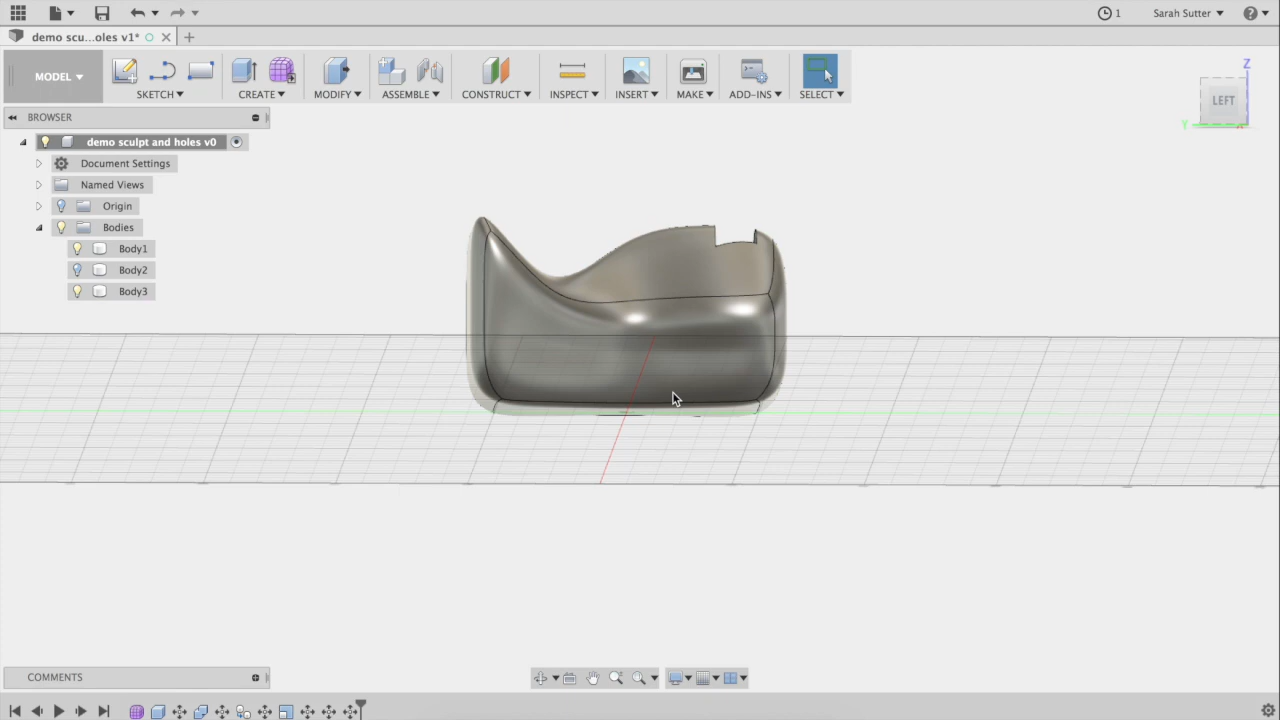 1 Sarah Sutter
demo scu...oles v1*
MODEL
SKETCH CREATE MODIFY ASSEMBLE CONSTRUCT INSPECT INSERT MAKE ADD-INS SELECT
Z
LEFT
Y
BROWSER
demo sculpt and holes v0
Document Settings
Named Views
Origin
Bodies
Body1
Body2
Body3
COMMENTS